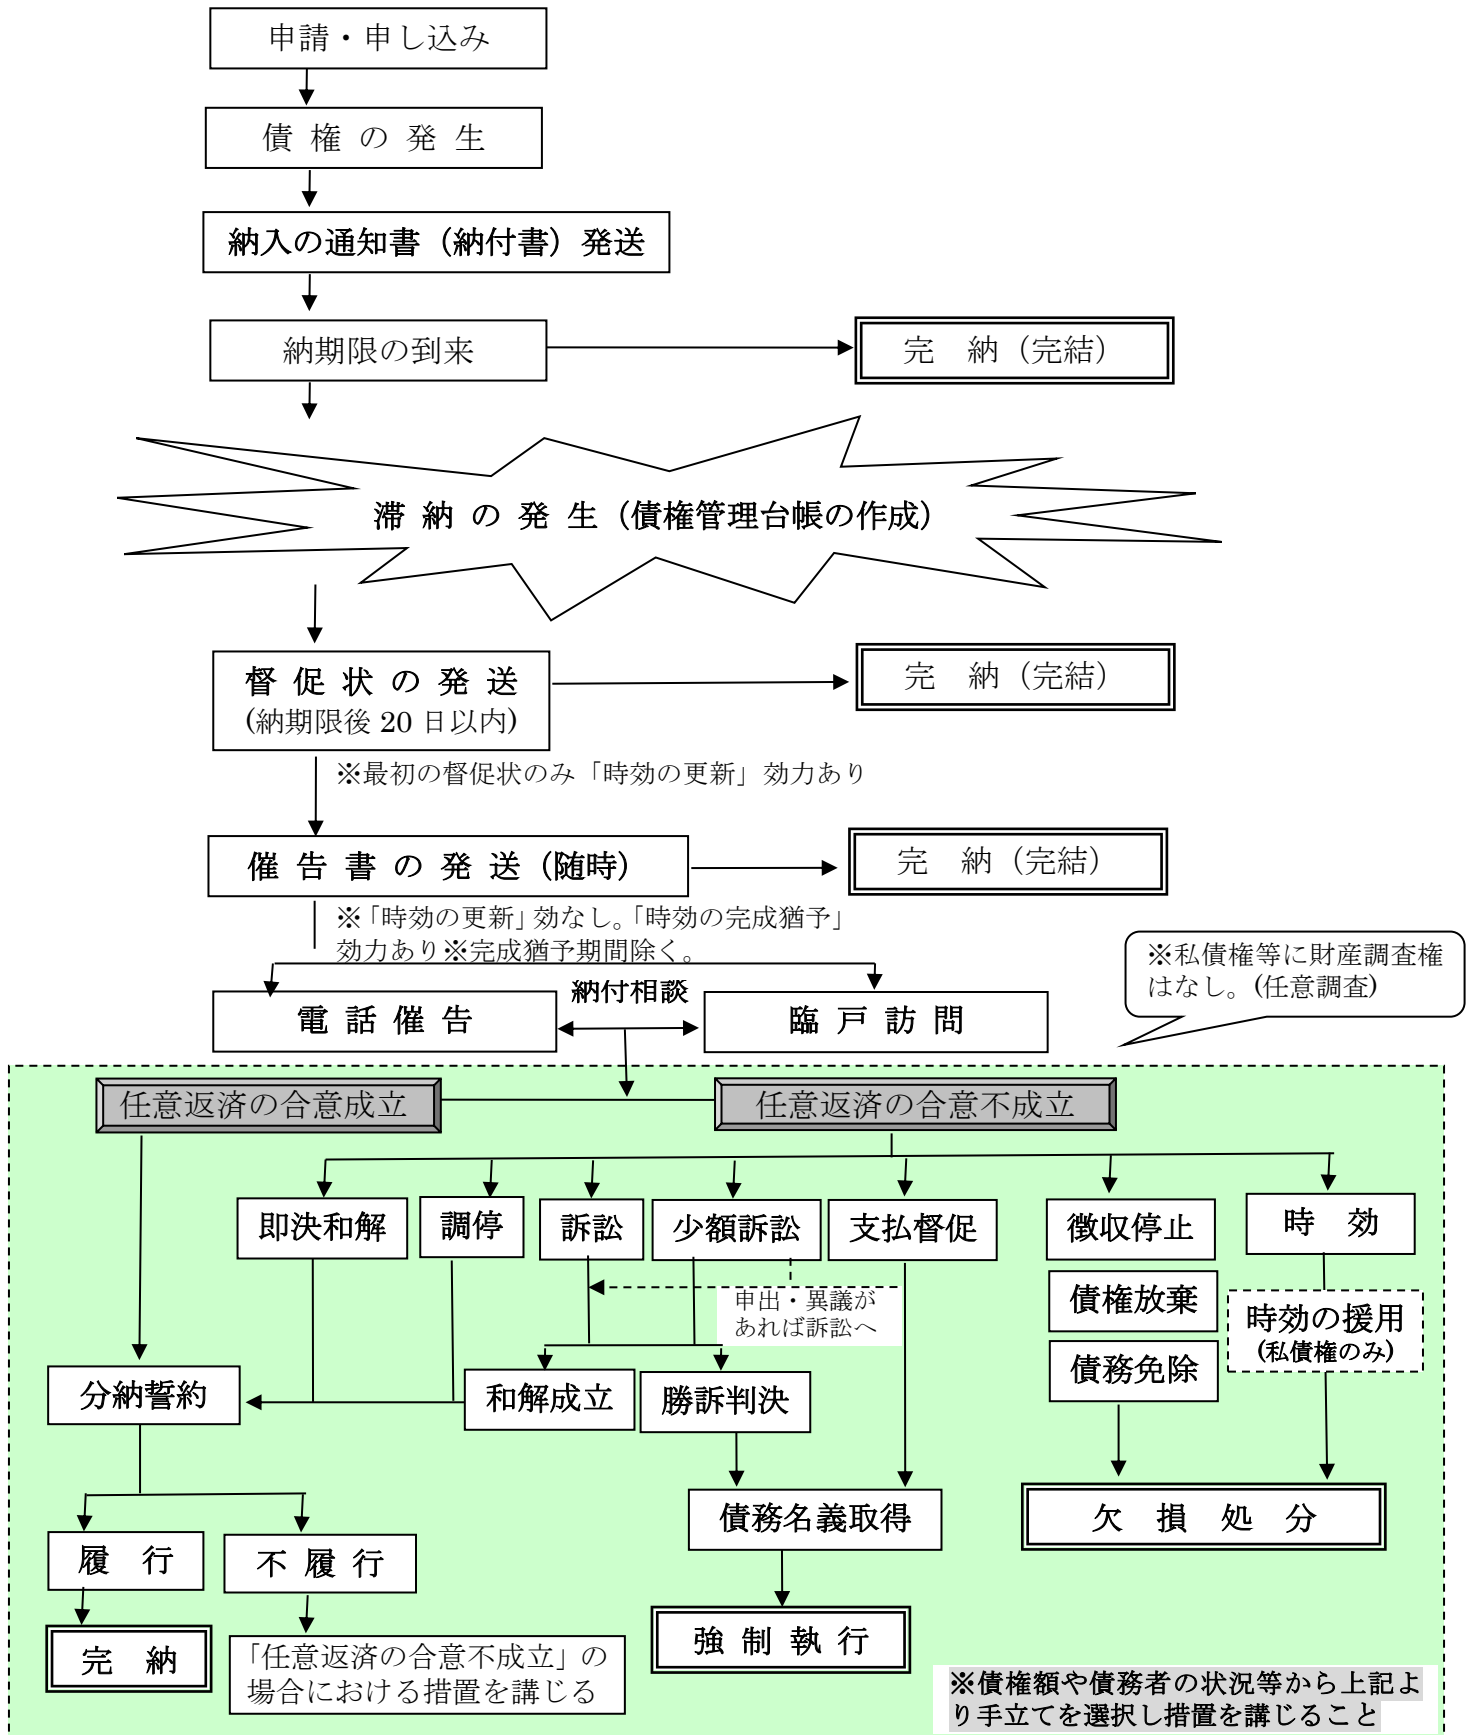 申請・申し込み
債 権 の 発 生
納入の通知書（納付書）発送
納期限の到来
完　納（完結）
滞 納 の 発 生（債権管理台帳の作成）
督 促 状 の 発 送
(納期限後 20 日以内)
完　納（完結）
※最初の督促状のみ「時効の更新」効力あり
催 告 書 の 発 送（随時）
完　納（完結）
※「時効の更新」効なし。「時効の完成猶予」
効力あり※完成猶予期間除く。
※私債権等に財産調査権
はなし。(任意調査)
納付相談
電 話 催 告
臨 戸 訪 問
任意返済の合意成立
任意返済の合意不成立
即決和解
調停
訴訟
少額訴訟
支払督促
徴収停止
時　効
債権放棄
申出・異議が
あれば訴訟へ
時効の援用
(私債権のみ)
債務免除
分納誓約
和解成立
勝訴判決
債務名義取得
欠　損　処　分
履　行
不 履 行
強 制 執 行
完　納
「任意返済の合意不成立」の
場合における措置を講じる
※債権額や債務者の状況等から上記よ
り手立てを選択し措置を講じること